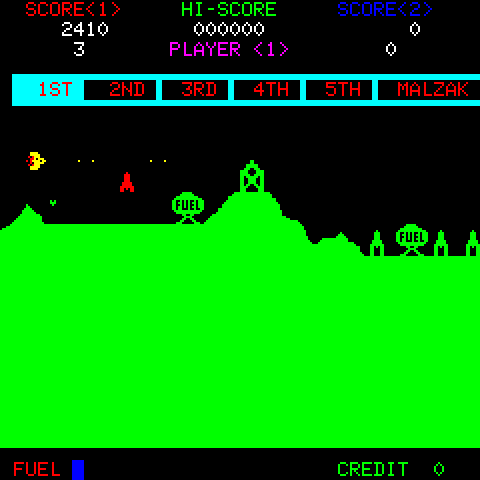 SCORE<1> HI-SCORE SCORE<2>
2410 000000 0
3 PLAYER <1> 0
1ST 2ND 3RD 4TH 5TH MALZAK
FUEL
FUEL
FUEL CREDIT 0